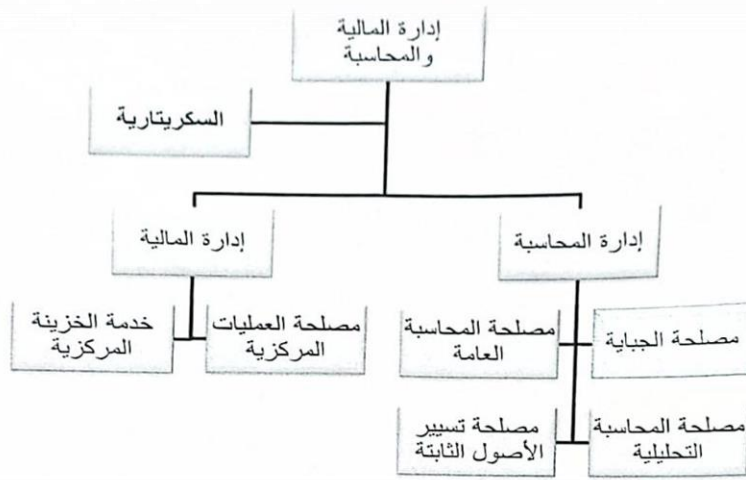 إدارة المالية
والمحاسبة
السكريتارية
إدارة المحاسبة
إدارة المالية
مصلحة الجباية
مصلحة المحاسبة
العامة
مصلحة العمليات
المركزية
خدمة الخزينة
المركزية
مصلحة المحاسبة
التحليلية
مصلحة تسيير
الأصول الثابتة